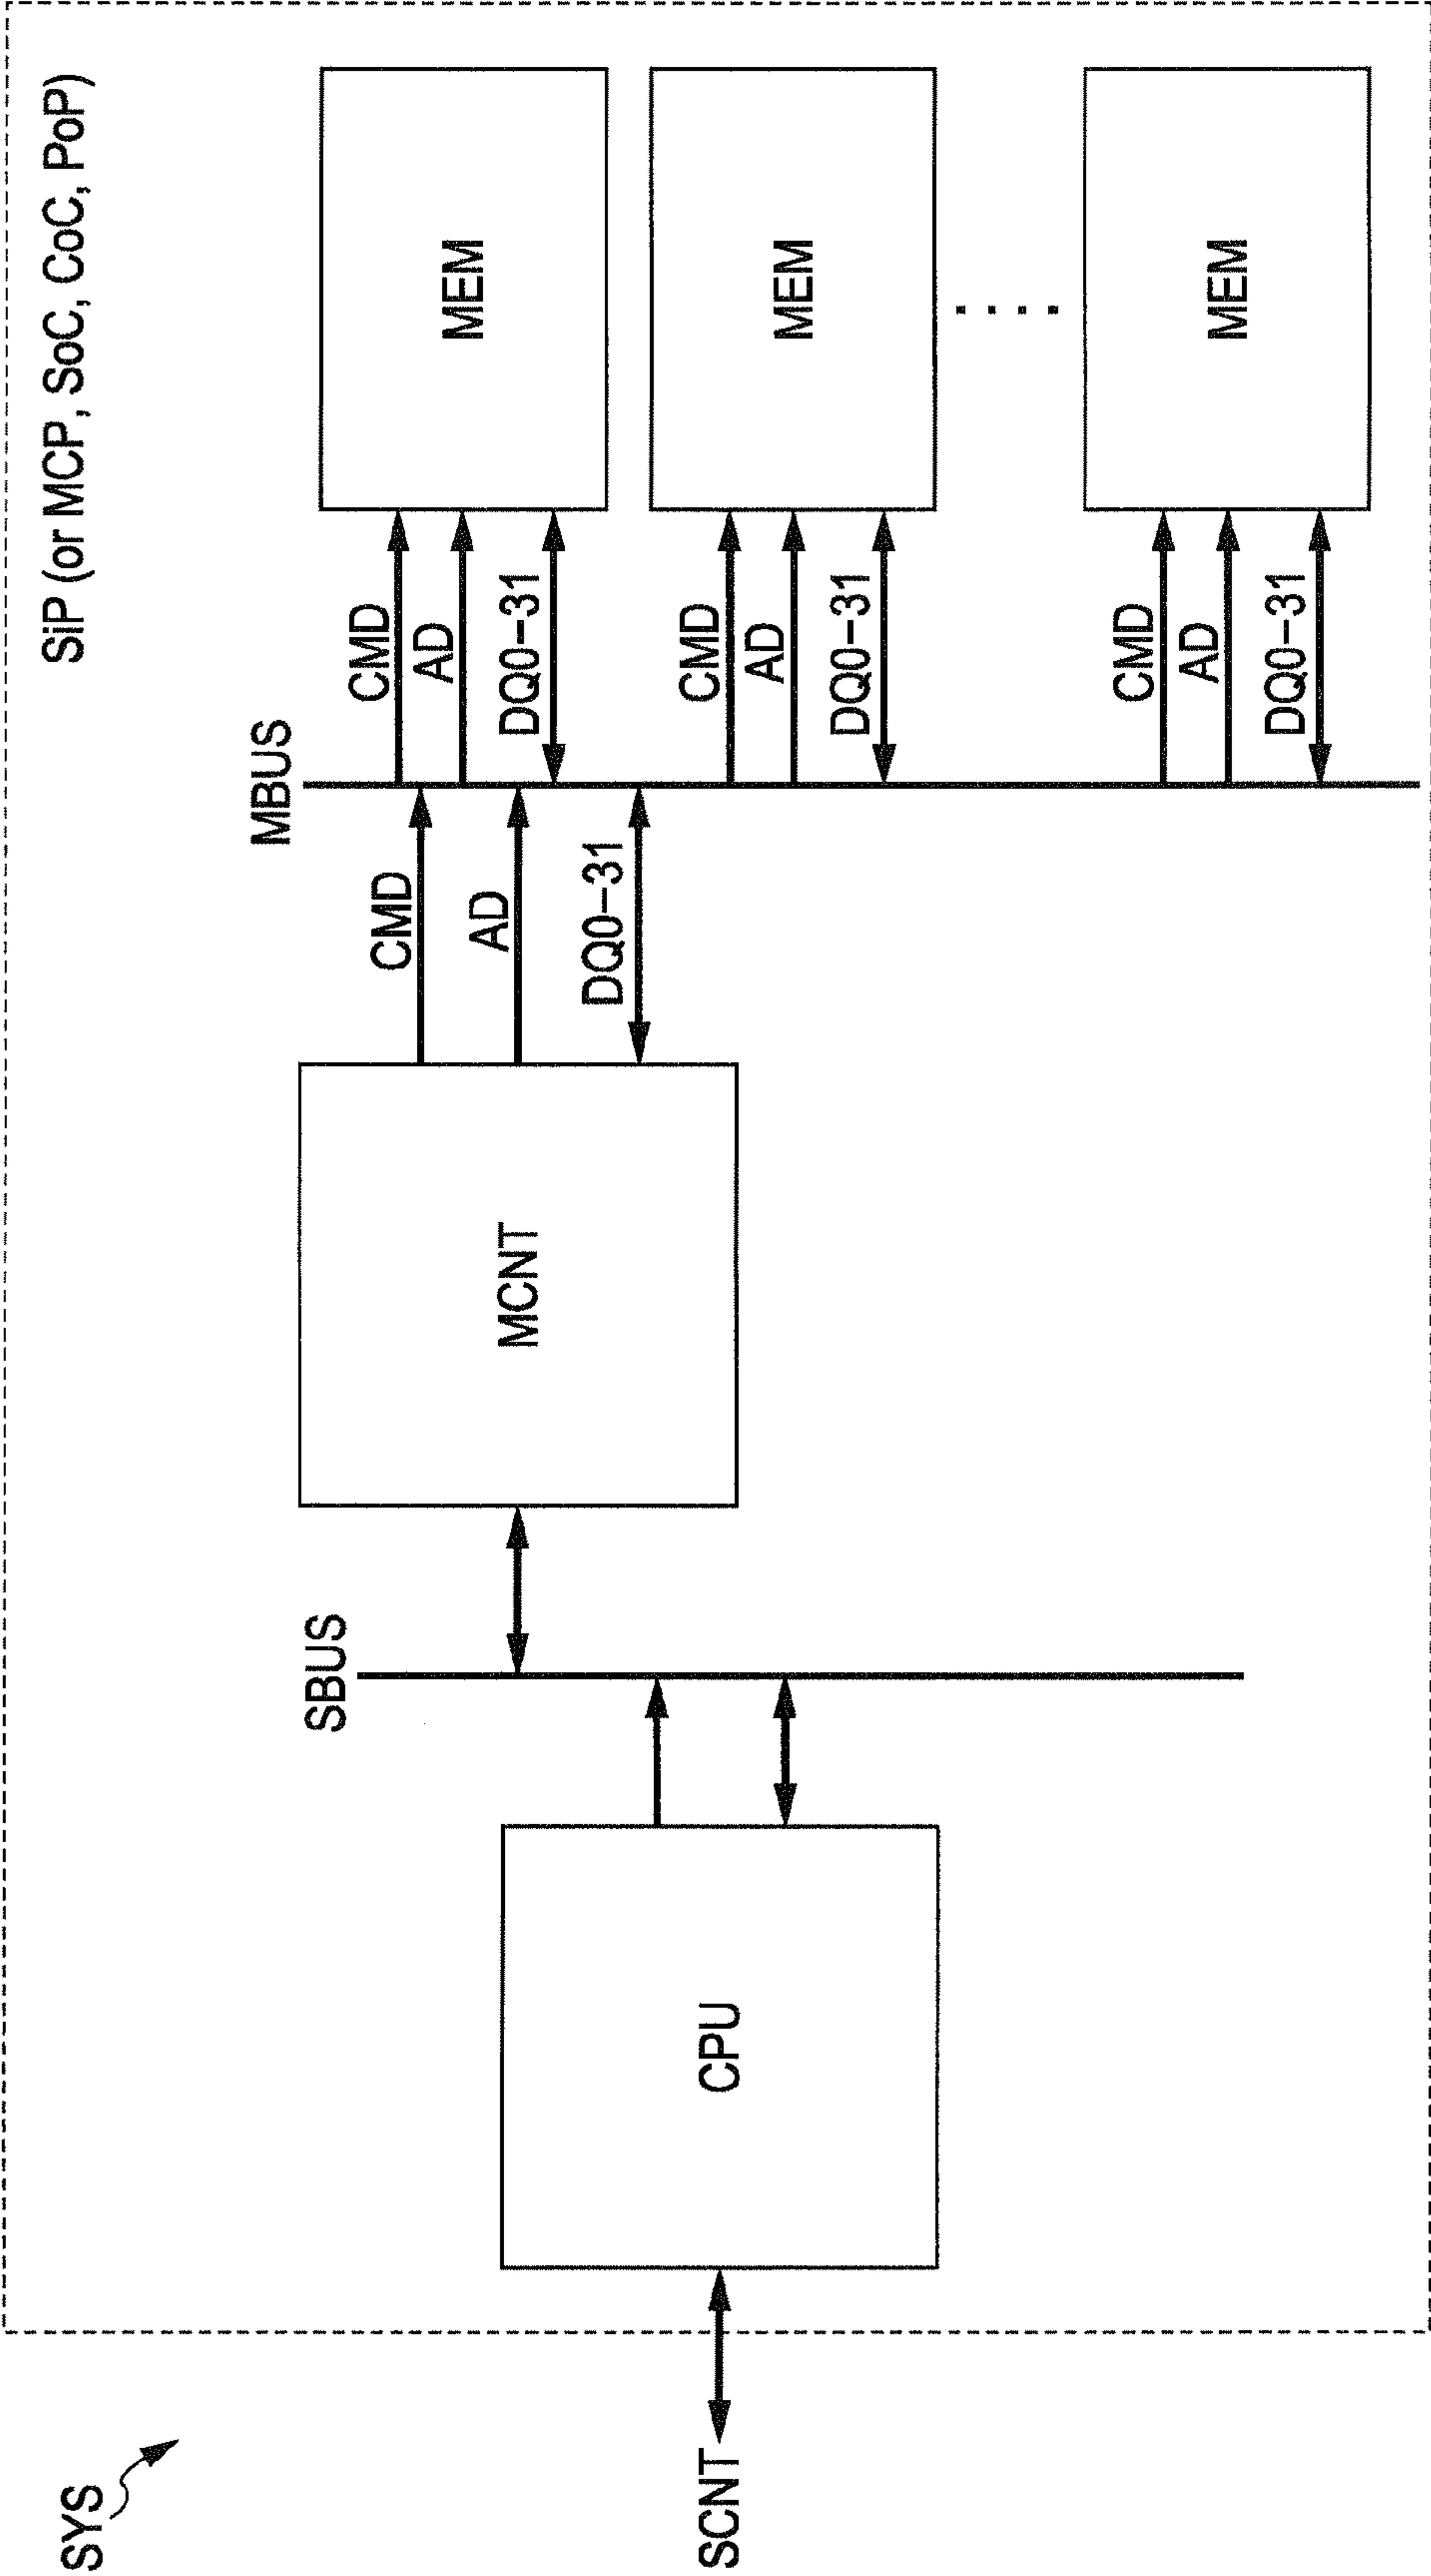 SYS
SiP (or MCP, SoC, CoC, PoP)
SCNT
CPU
SBUS
MCNT
CMD
AD
DQ0–31
MBUS
CMD
AD
DQ0–31
MEM
CMD
AD
DQ0–31
MEM
CMD
AD
DQ0–31
MEM